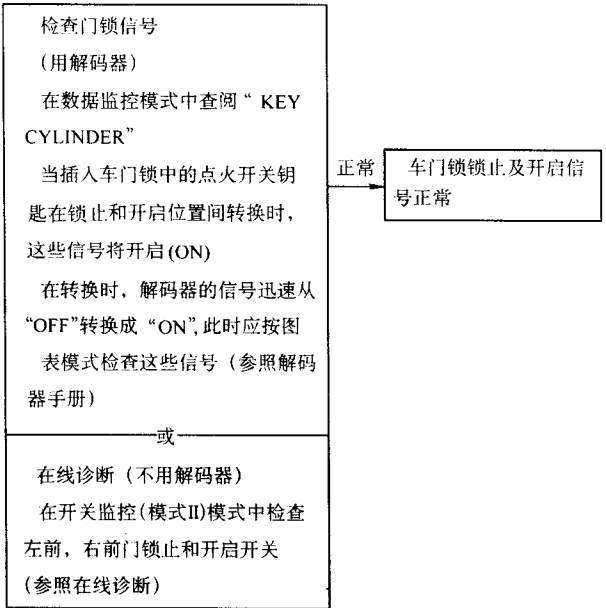 检查门锁信号
(用解码器)
在数据监控模式中查阅“ KEY
CYLINDER”
当插入车门锁中的点火开关钥
匙在锁止和开启位置间转换时，
这些信号将开启(ON)
在转换时，解码器的信号迅速从
“OFF”转换成 “ON”,此时应按图
表模式检查这些信号（参照解码
器手册）
或
在线诊断（不用解码器）
在开关监控(模式II)模式中检查
左前，右前门锁止和开启开关
(参照在线诊断)
正常
车门锁锁止及开启信
号正常